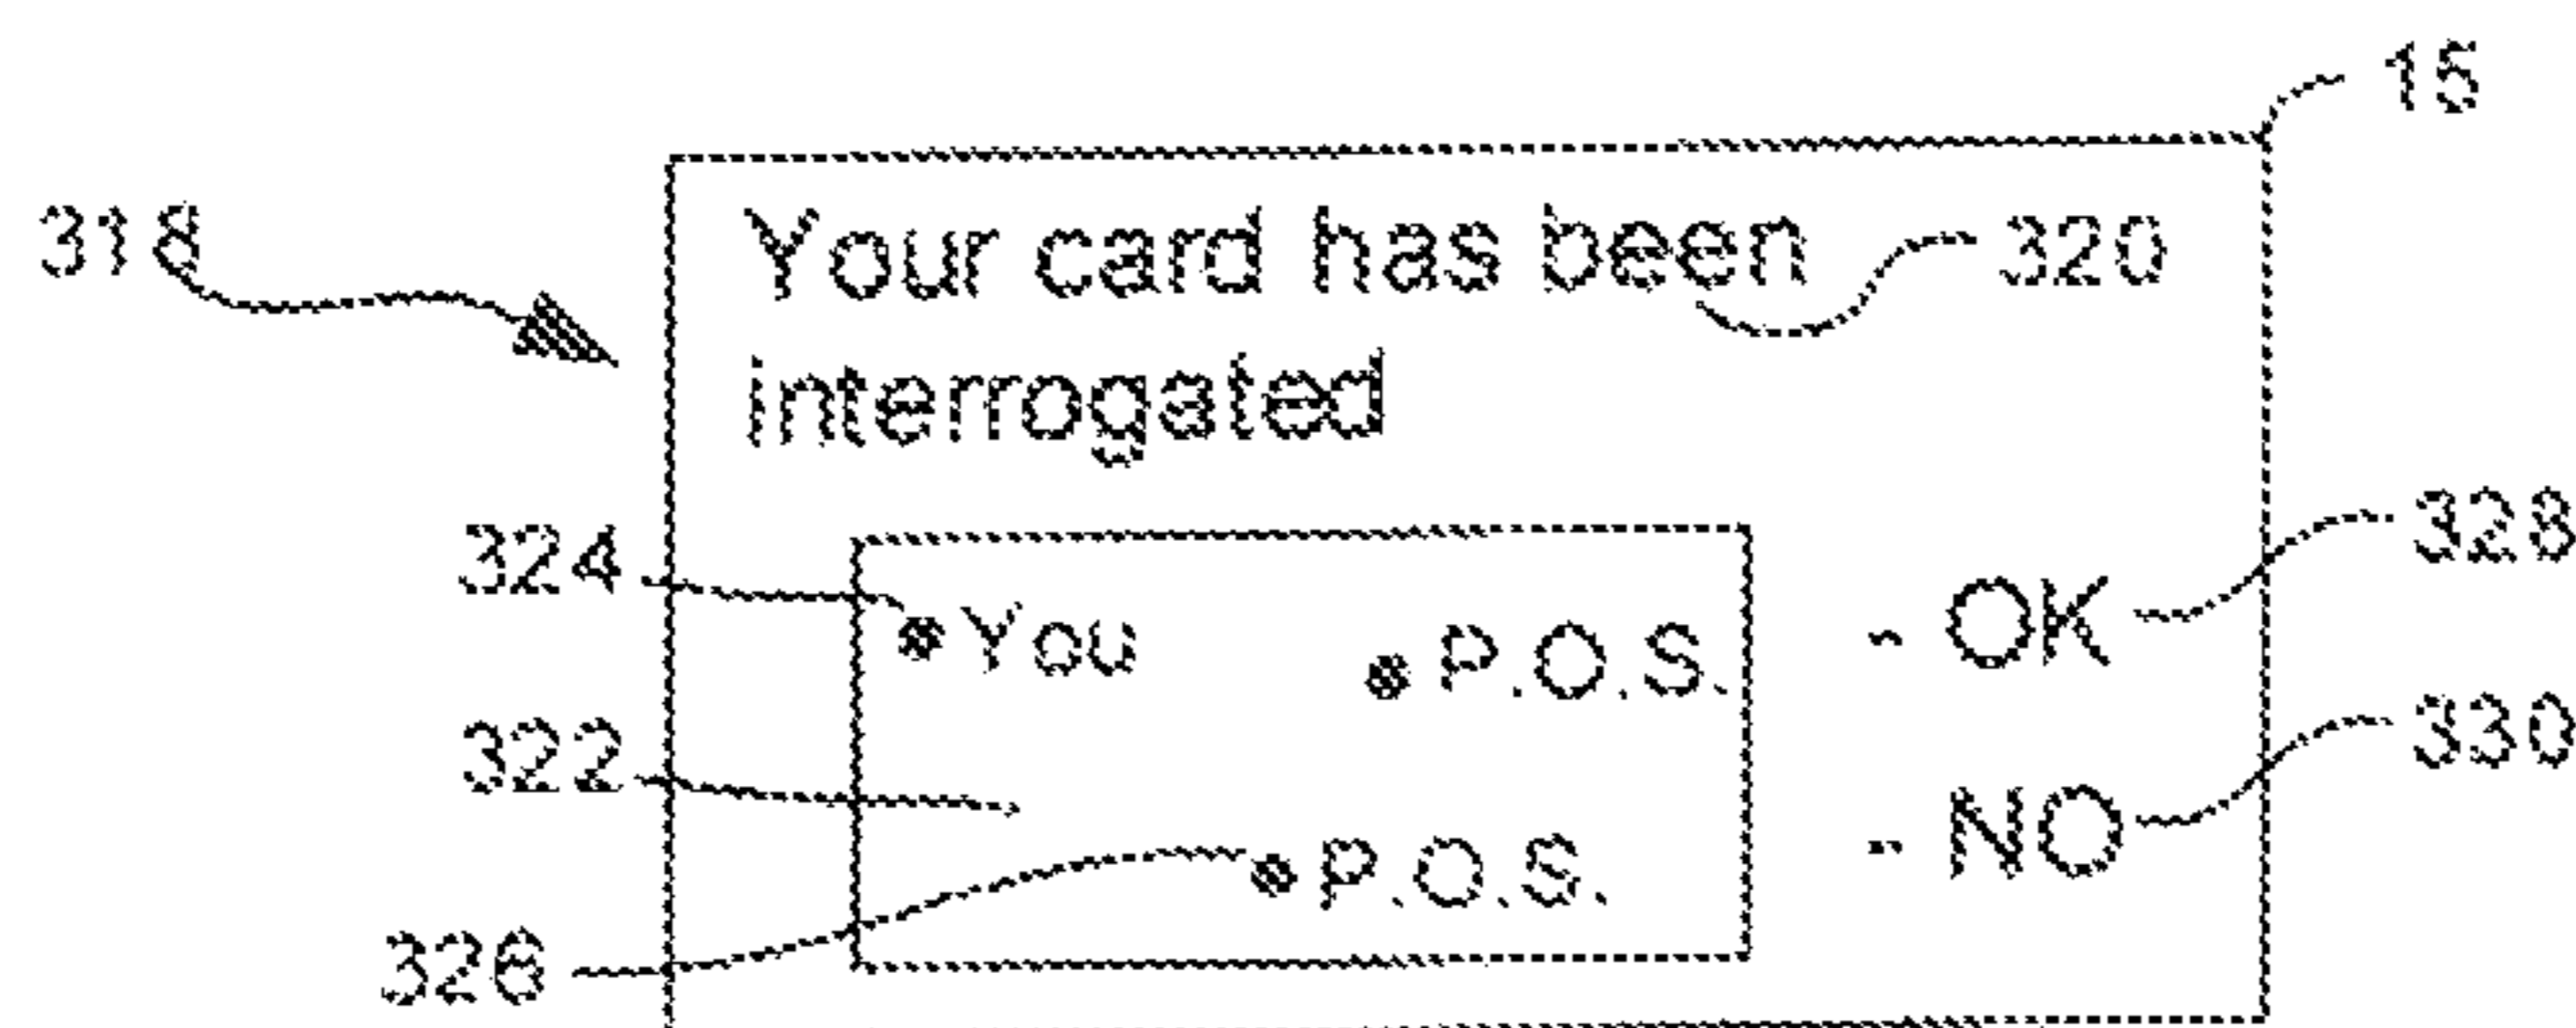 15
318
Your card has been
320
interrogated
324
328
You
P.O.S.
- OK
322
330
P.O.S.
- NO
326